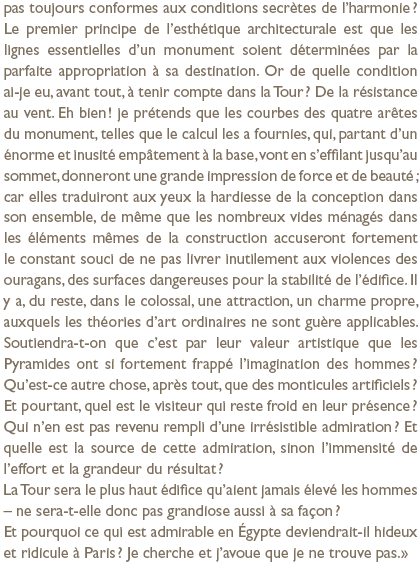 pas toujours conformes aux conditions secrètes de l'harmonie ?
Le premier principe de l'esthétique architecturale est que les
lignes essentielles d'un monument soient déterminées par la
parfaite appropriation à sa destination. Or de quelle condition
ai-je eu, avant tout, à tenir compte dans la Tour ? De la résistance
au vent. Eh bien ! je prétends que les courbes des quatre arêtes
du monument, telles que le calcul les a fournies, qui, partant d'un
énorme et inusité empâtement à la base, vont en s'effilant jusqu'au
sommet, donneront une grande impression de force et de beauté ;
car elles traduiront aux yeux la hardiesse de la conception dans
son ensemble, de même que les nombreux vides ménagés dans
les éléments mêmes de la construction accuseront fortement
le constant souci de ne pas livrer inutilement aux violences des
ouragans, des surfaces dangereuses pour la stabilité de l'édifice. Il
y a, du reste, dans le colossal, une attraction, un charme propre,
auxquels les théories d'art ordinaires ne sont guère applicables.
Soutiendra-t-on que c'est par leur valeur artistique que les
Pyramides ont si fortement frappé l'imagination des hommes ?
Qu'est-ce autre chose, après tout, que des monticules artificiels ?
Et pourtant, quel est le visiteur qui reste froid en leur présence ?
Qui n'en est pas revenu rempli d'une irrésistible admiration ? Et
quelle est la source de cette admiration, sinon l'immensité de
l'effort et la grandeur du résultat ?
La Tour sera le plus haut édifice qu'aient jamais élevé les hommes
– ne sera-t-elle donc pas grandiose aussi à sa façon ?
Et pourquoi ce qui est admirable en Égypte deviendrait-il hideux
et ridicule à Paris ? Je cherche et j'avoue que je ne trouve pas.»